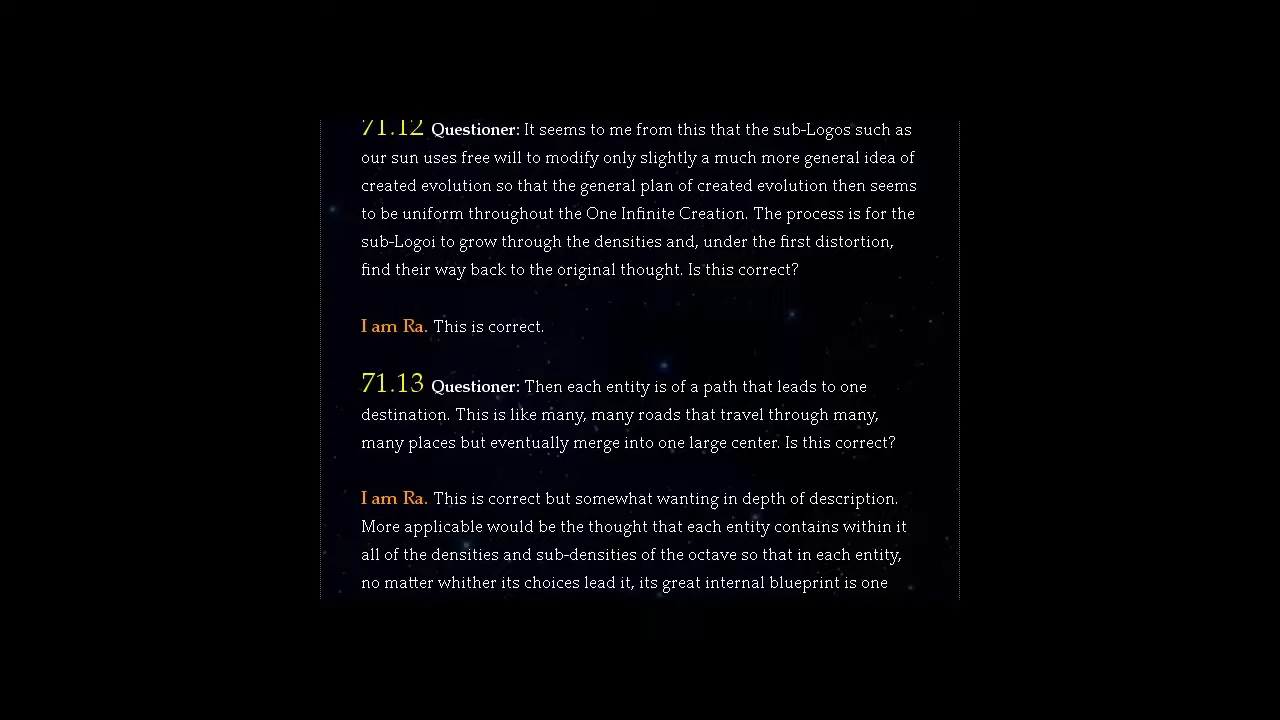 71.12 Questioner: It seems to me from this that the sub-Logos such as
our sun uses free will to modify only slightly a much more general idea of
created evolution so that the general plan of created evolution then seems
to be uniform throughout the One Infinite Creation. The process is for the
sub-Logoi to grow through the densities and, under the first distortion,
find their way back to the original thought. Is this correct?
I am Ra. This is correct.
71.13 Questioner: Then each entity is of a path that leads to one
destination. This is like many, many roads that travel through many,
many places but eventually merge into one large center. Is this correct?
I am Ra. This is correct but somewhat wanting in depth of description.
More applicable would be the thought that each entity contains within it
all of the densities and sub-densities of the octave so that in each entity,
no matter whither its choices lead it, its great internal blueprint is one